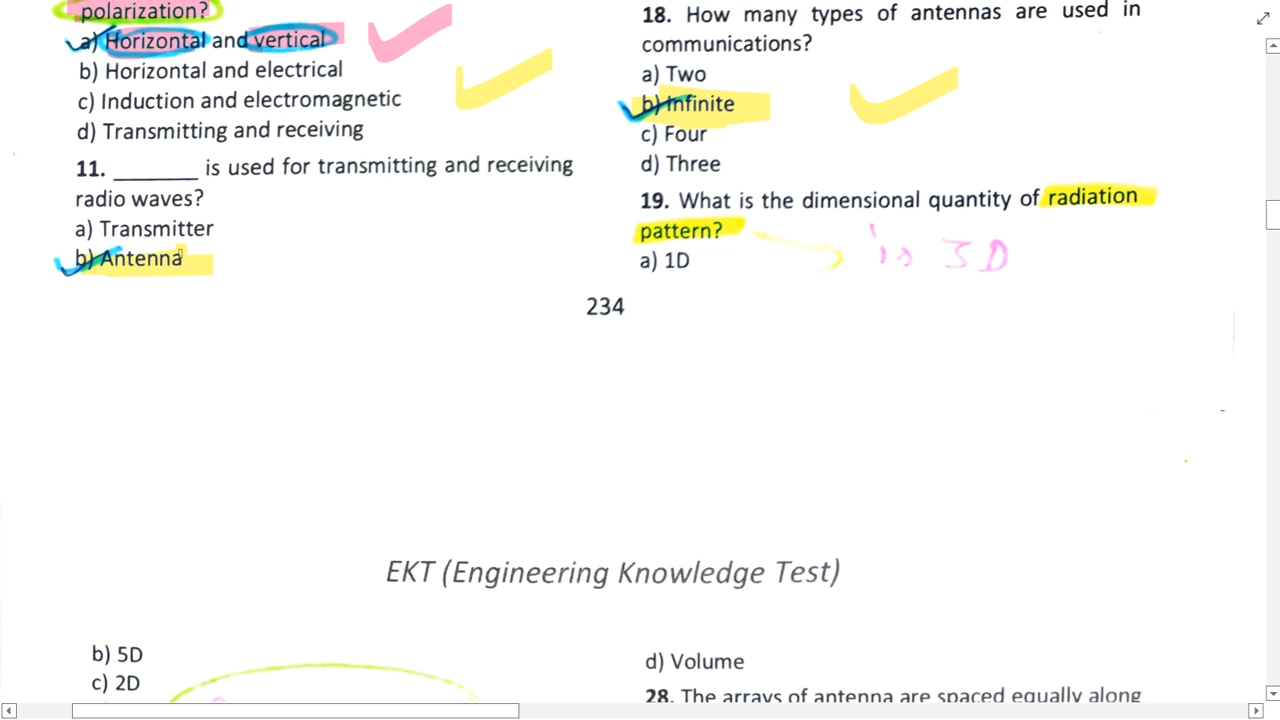 polarization?
a) Horizontal and vertical
b) Horizontal and electrical
c) Induction and electromagnetic
d) Transmitting and receiving
11. ________ is used for transmitting and receiving
radio waves?
a) Transmitter
b) Antenna
18. How many types of antennas are used in
communications?
a) Two
b) Infinite
c) Four
d) Three
19. What is the dimensional quantity of radiation
pattern?
is 3D
a) 1D
234
EKT (Engineering Knowledge Test)
b) 5D
c) 2D
d) Volume
28. The arrays of antenna are spaced equally along